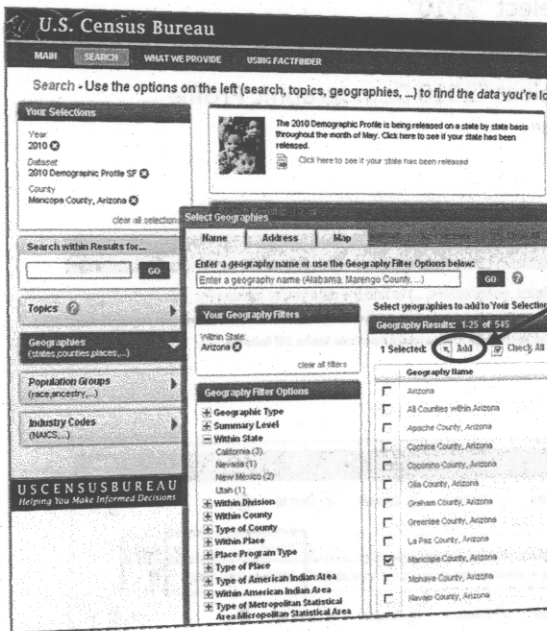 U.S. Census Bureau
MAIN SEARCH WHAT WE PROVIDE USING FACTFINDER
Search - Use the options on the left (search, topics, geographies, ...) to find the data you're lo
Your Selections
Year
2010
Dataset
2010 Demographic Profile SF
County
Maricopa County, Arizona
clear all selections
The 2010 Demographic Profile is being released on a state by state basis
throughout the month of May. Click here to see if your state has been
released.
Click here to see if your state has been released
Search within Results for...
GO
Topics ?
Geographies
(states,counties,places,...)
Population Groups
(race,ancestry,...)
Industry Codes
(NAICS,...)
USCENSUSBUREAU
Helping You Make Informed Decisions
Select Geographies
Name Address Map
Enter a geography name or use the Geography Filter Options below:
Enter a geography name (Alabama, Marengo County, ...) GO ?
Your Geography Filters
Within State:
Arizona
clear all filters
Geography Filter Options
Geographic Type
Summary Level
Within State
California (3)
Nevada (1)
New Mexico (2)
Utah (1)
Within Division
Within County
Type of County
Within Place
Place Program Type
Type of Place
Type of American Indian Area
Within American Indian Area
Type of Metropolitan Statistical
Area Micropolitan Statistical Area
Select geographies to add to Your Selection
Geography Results: 1-25 of 545
1 Selected: Add Check All
Geography Name
Arizona
All Counties within Arizona
Apache County, Arizona
Cochise County, Arizona
Coconino County, Arizona
Gila County, Arizona
Graham County, Arizona
Greenlee County, Arizona
La Paz County, Arizona
Maricopa County, Arizona
Mohave County, Arizona
Navajo County, Arizona